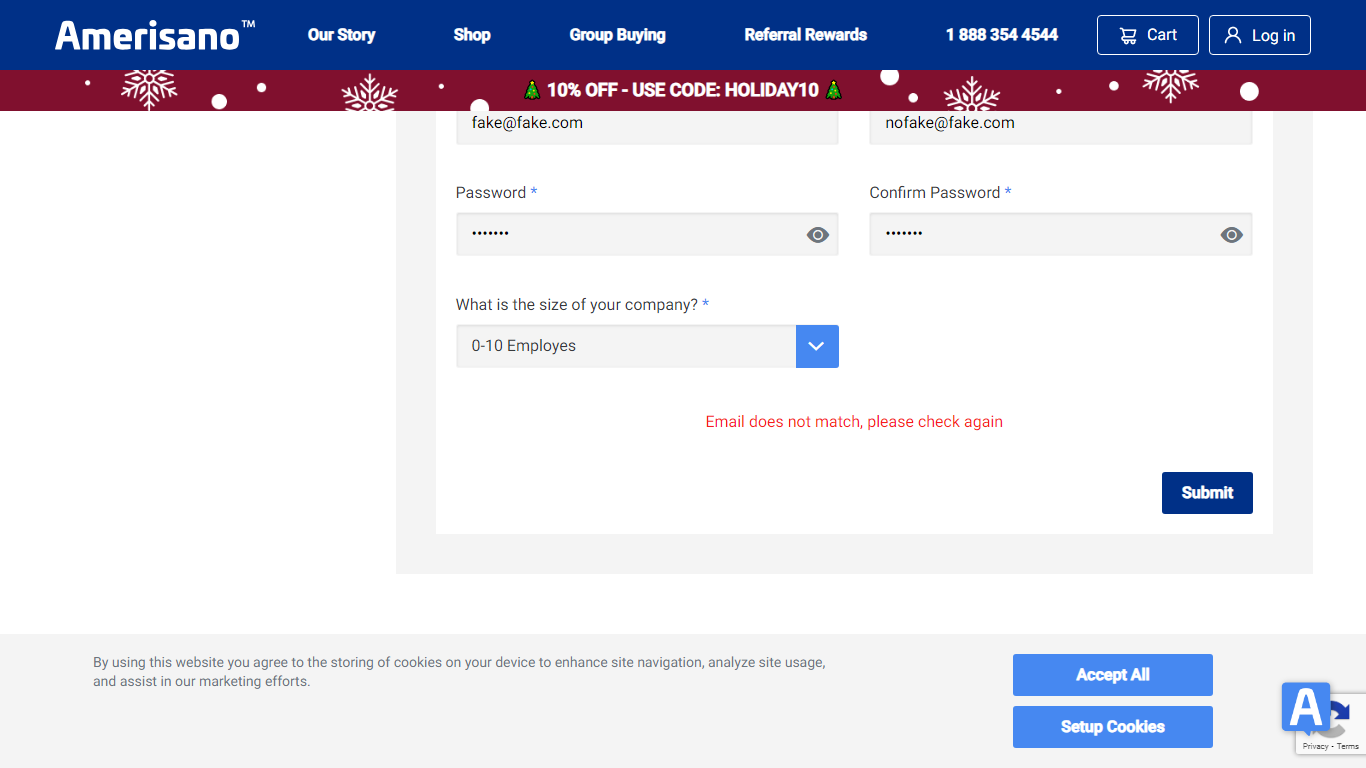 Amerisano™
Our Story
Shop
Group Buying
Referral Rewards
1 888 354 4544
Cart
Log in
10% OFF - USE CODE: HOLIDAY10
fake@fake.com
nofake@fake.com
Password *
Confirm Password *
•••••••
•••••••
What is the size of your company? *
0-10 Employes
Email does not match, please check again
Submit
By using this website you agree to the storing of cookies on your device to enhance site navigation, analyze site usage,
and assist in our marketing efforts.
Accept All
Setup Cookies
A
Privacy - Terms